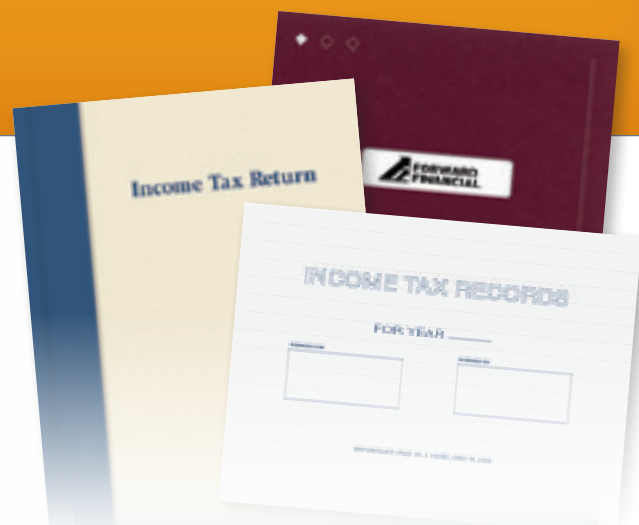 FORWARD
FINANCIAL
Income Tax Return
INCOME TAX RECORDS
FOR YEAR